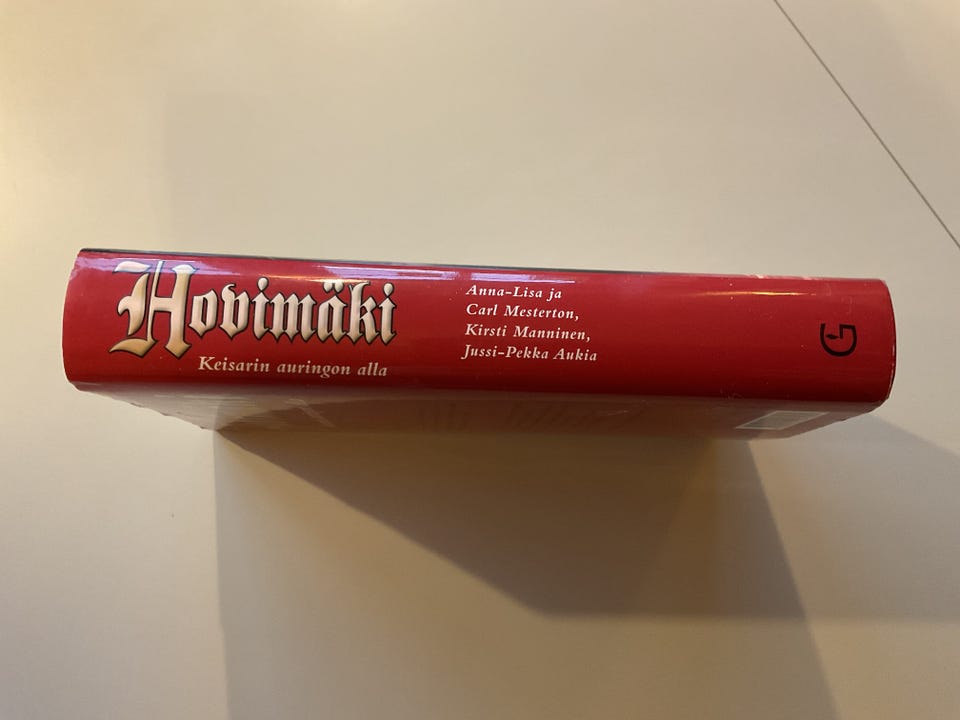 Hovimäki
Keisarin auringon alla
Anna-Lisa ja
Carl Mesterton,
Kirsti Manninen,
Jussi-Pekka Aukia
G